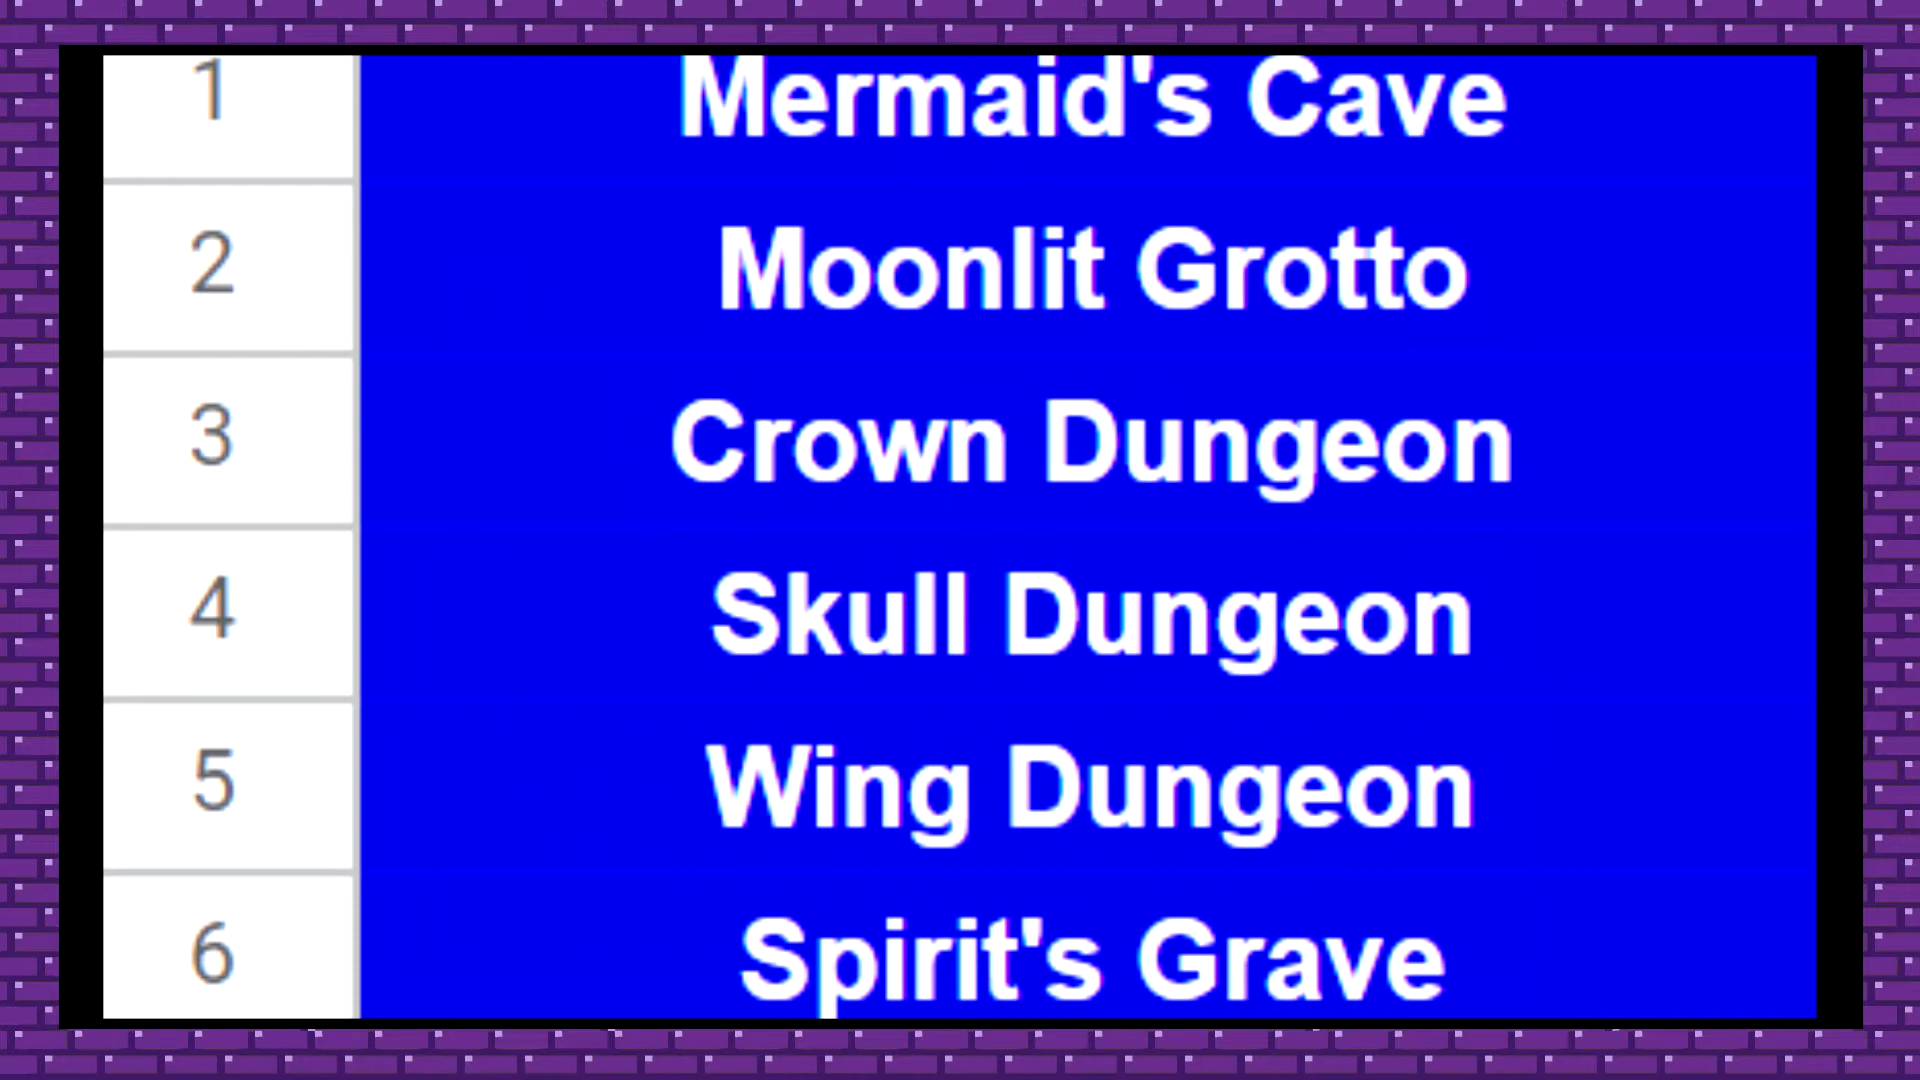 1 Mermaid's Cave
2 Moonlit Grotto
3 Crown Dungeon
4 Skull Dungeon
5 Wing Dungeon
6 Spirit's Grave